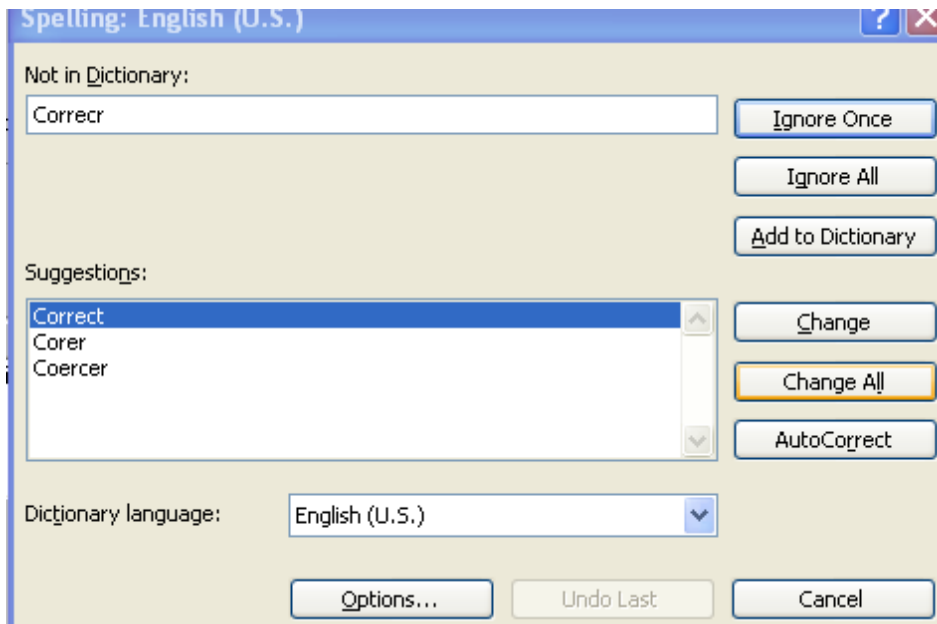 Spelling: English (U.S.)
Not in Dictionary:
Correcr
Ignore Once
Ignore All
Add to Dictionary
Suggestions:
Correct
Corer
Coercer
Change
Change All
AutoCorrect
Dictionary language:
English (U.S.)
Options...
Undo Last
Cancel